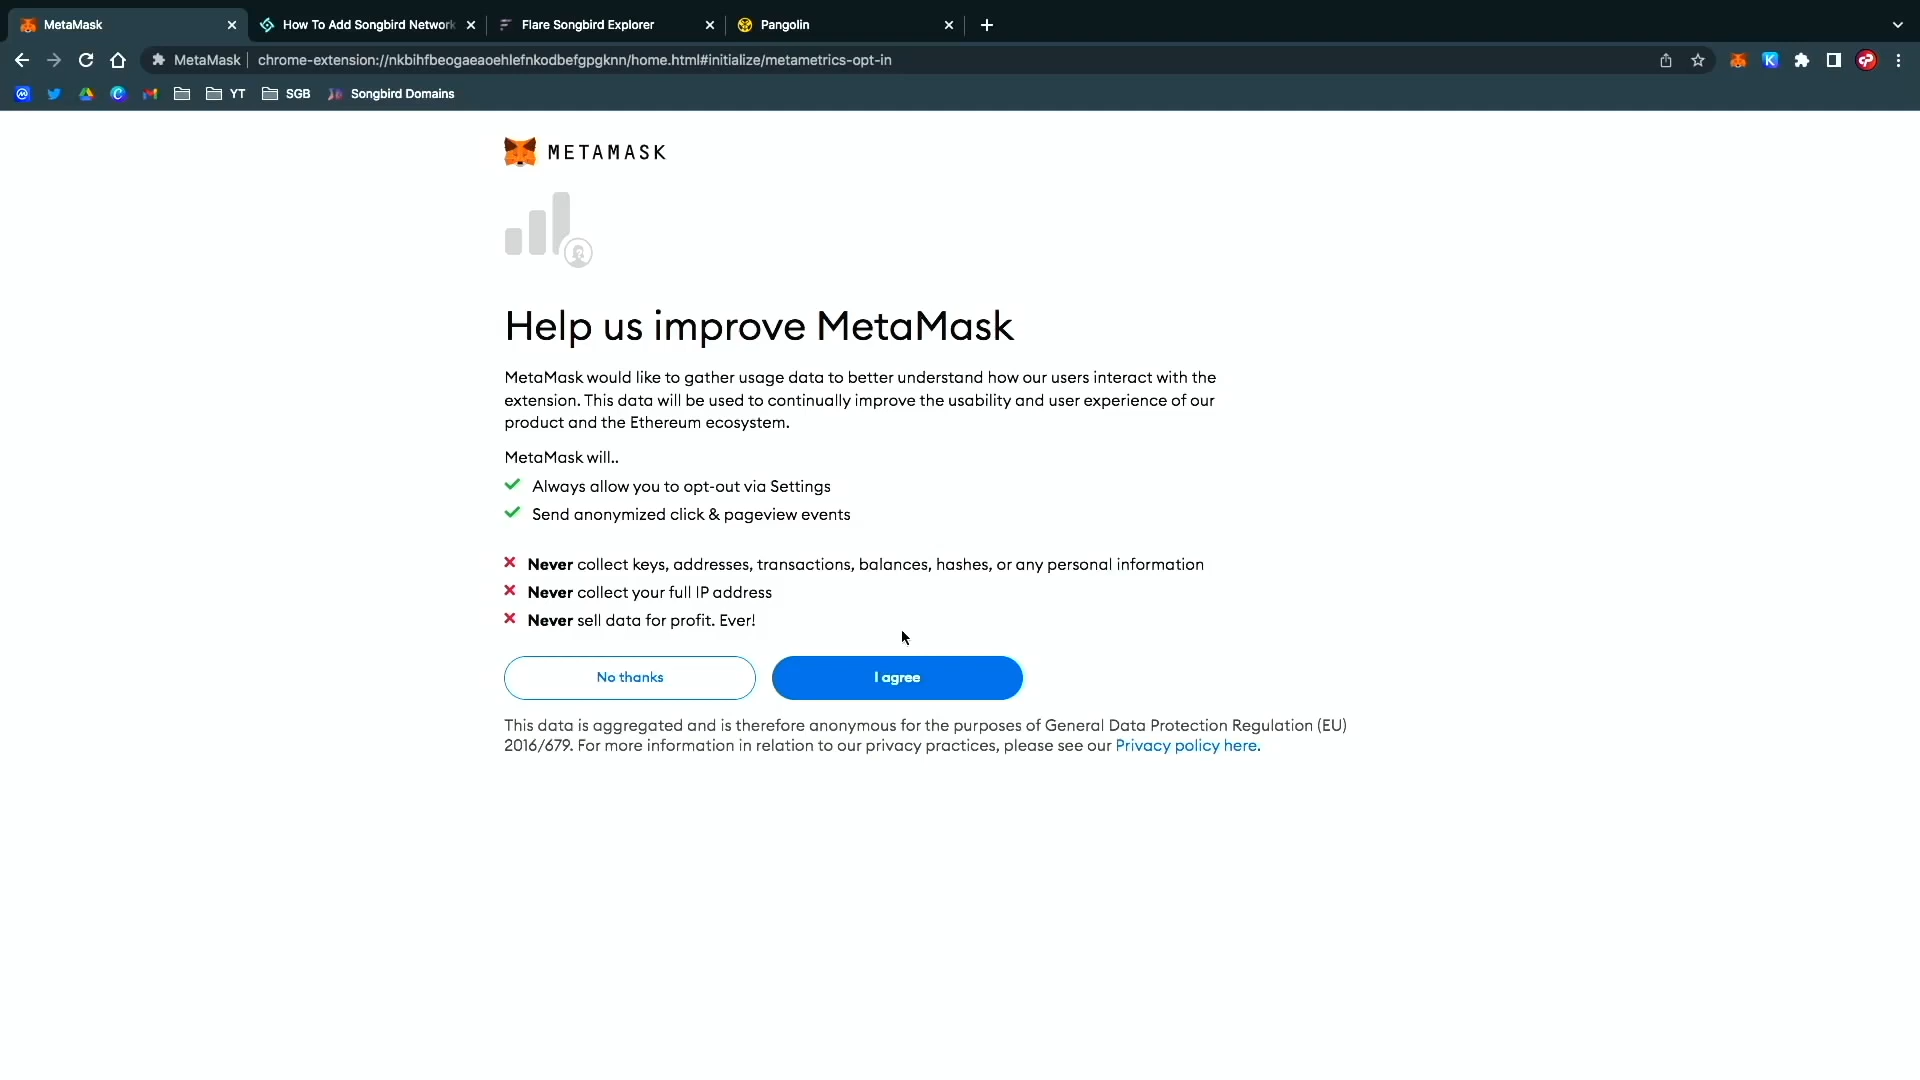 MetaMask
How To Add Songbird Network
Flare Songbird Explorer
Pangolin
MetaMask
chrome-extension://nkbihfbeogaeaoehlefnkodbefgpgknn/home.html#initialize/metametrics-opt-in
YT
SGB
Songbird Domains
METAMASK
Help us improve MetaMask
MetaMask would like to gather usage data to better understand how our users interact with the
extension. This data will be used to continually improve the usability and user experience of our
product and the Ethereum ecosystem.
MetaMask will..
Always allow you to opt-out via Settings
Send anonymized click & pageview events
Never collect keys, addresses, transactions, balances, hashes, or any personal information
Never collect your full IP address
Never sell data for profit. Ever!
No thanks
I agree
This data is aggregated and is therefore anonymous for the purposes of General Data Protection Regulation (EU)
2016/679. For more information in relation to our privacy practices, please see our Privacy policy here.